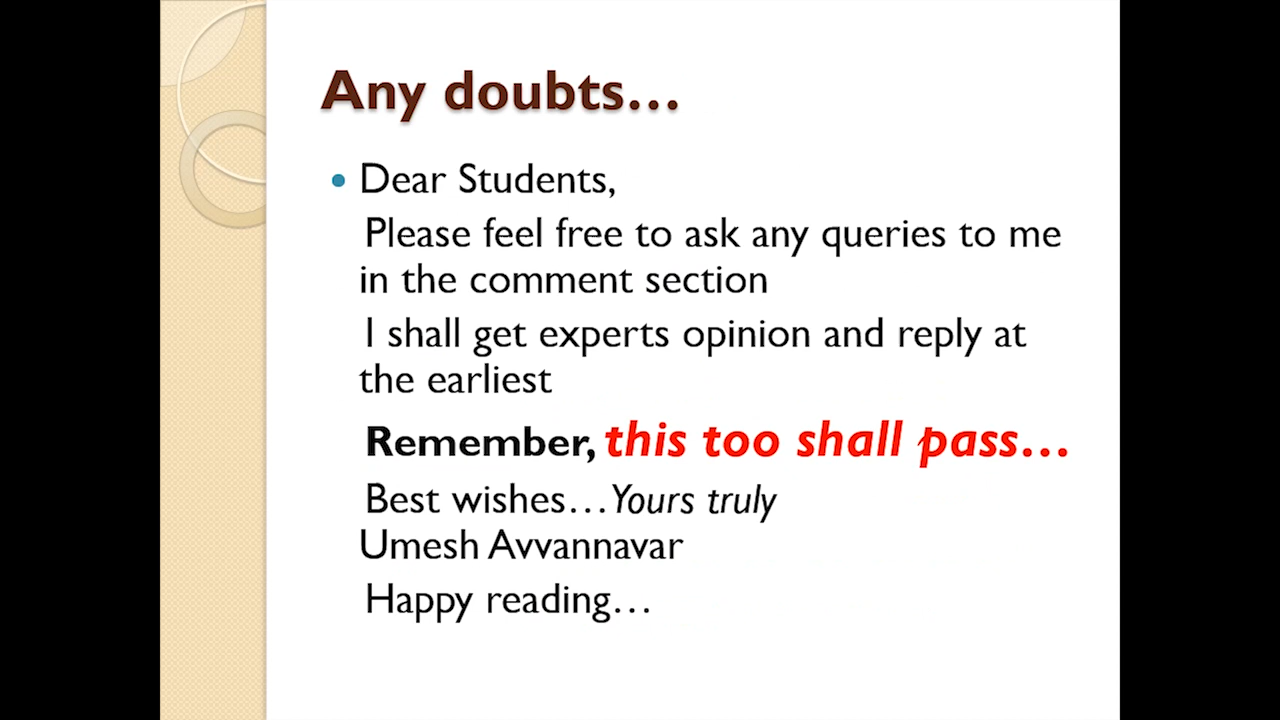 Any doubts...
• Dear Students,
Please feel free to ask any queries to me
in the comment section
I shall get experts opinion and reply at
the earliest
Remember, this too shall pass...
Best wishes...Yours truly
Umesh Avvannavar
Happy reading...